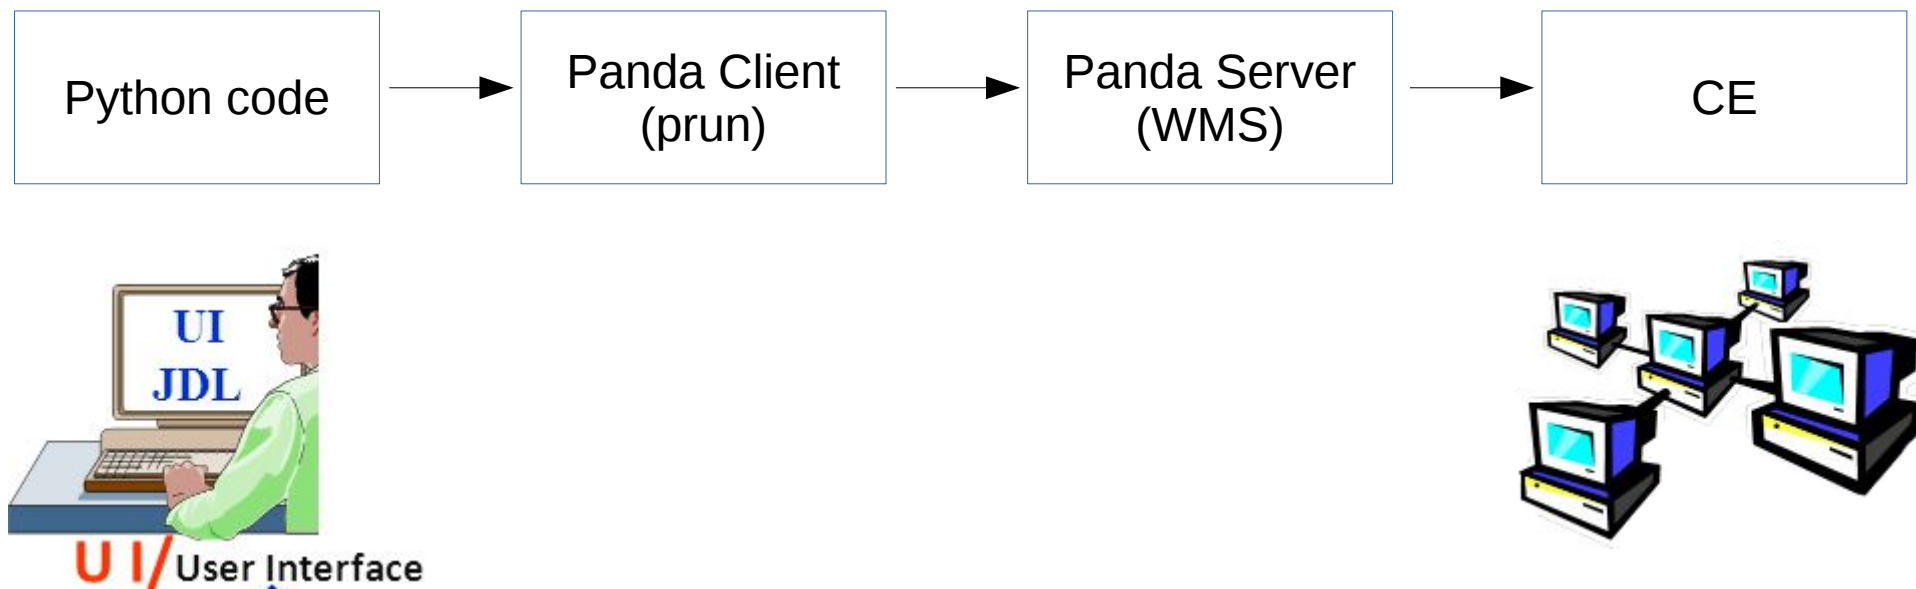 Python code
Panda Client
(prun)
Panda Server
(WMS)
CE
UI
JDL
U I/User Interface